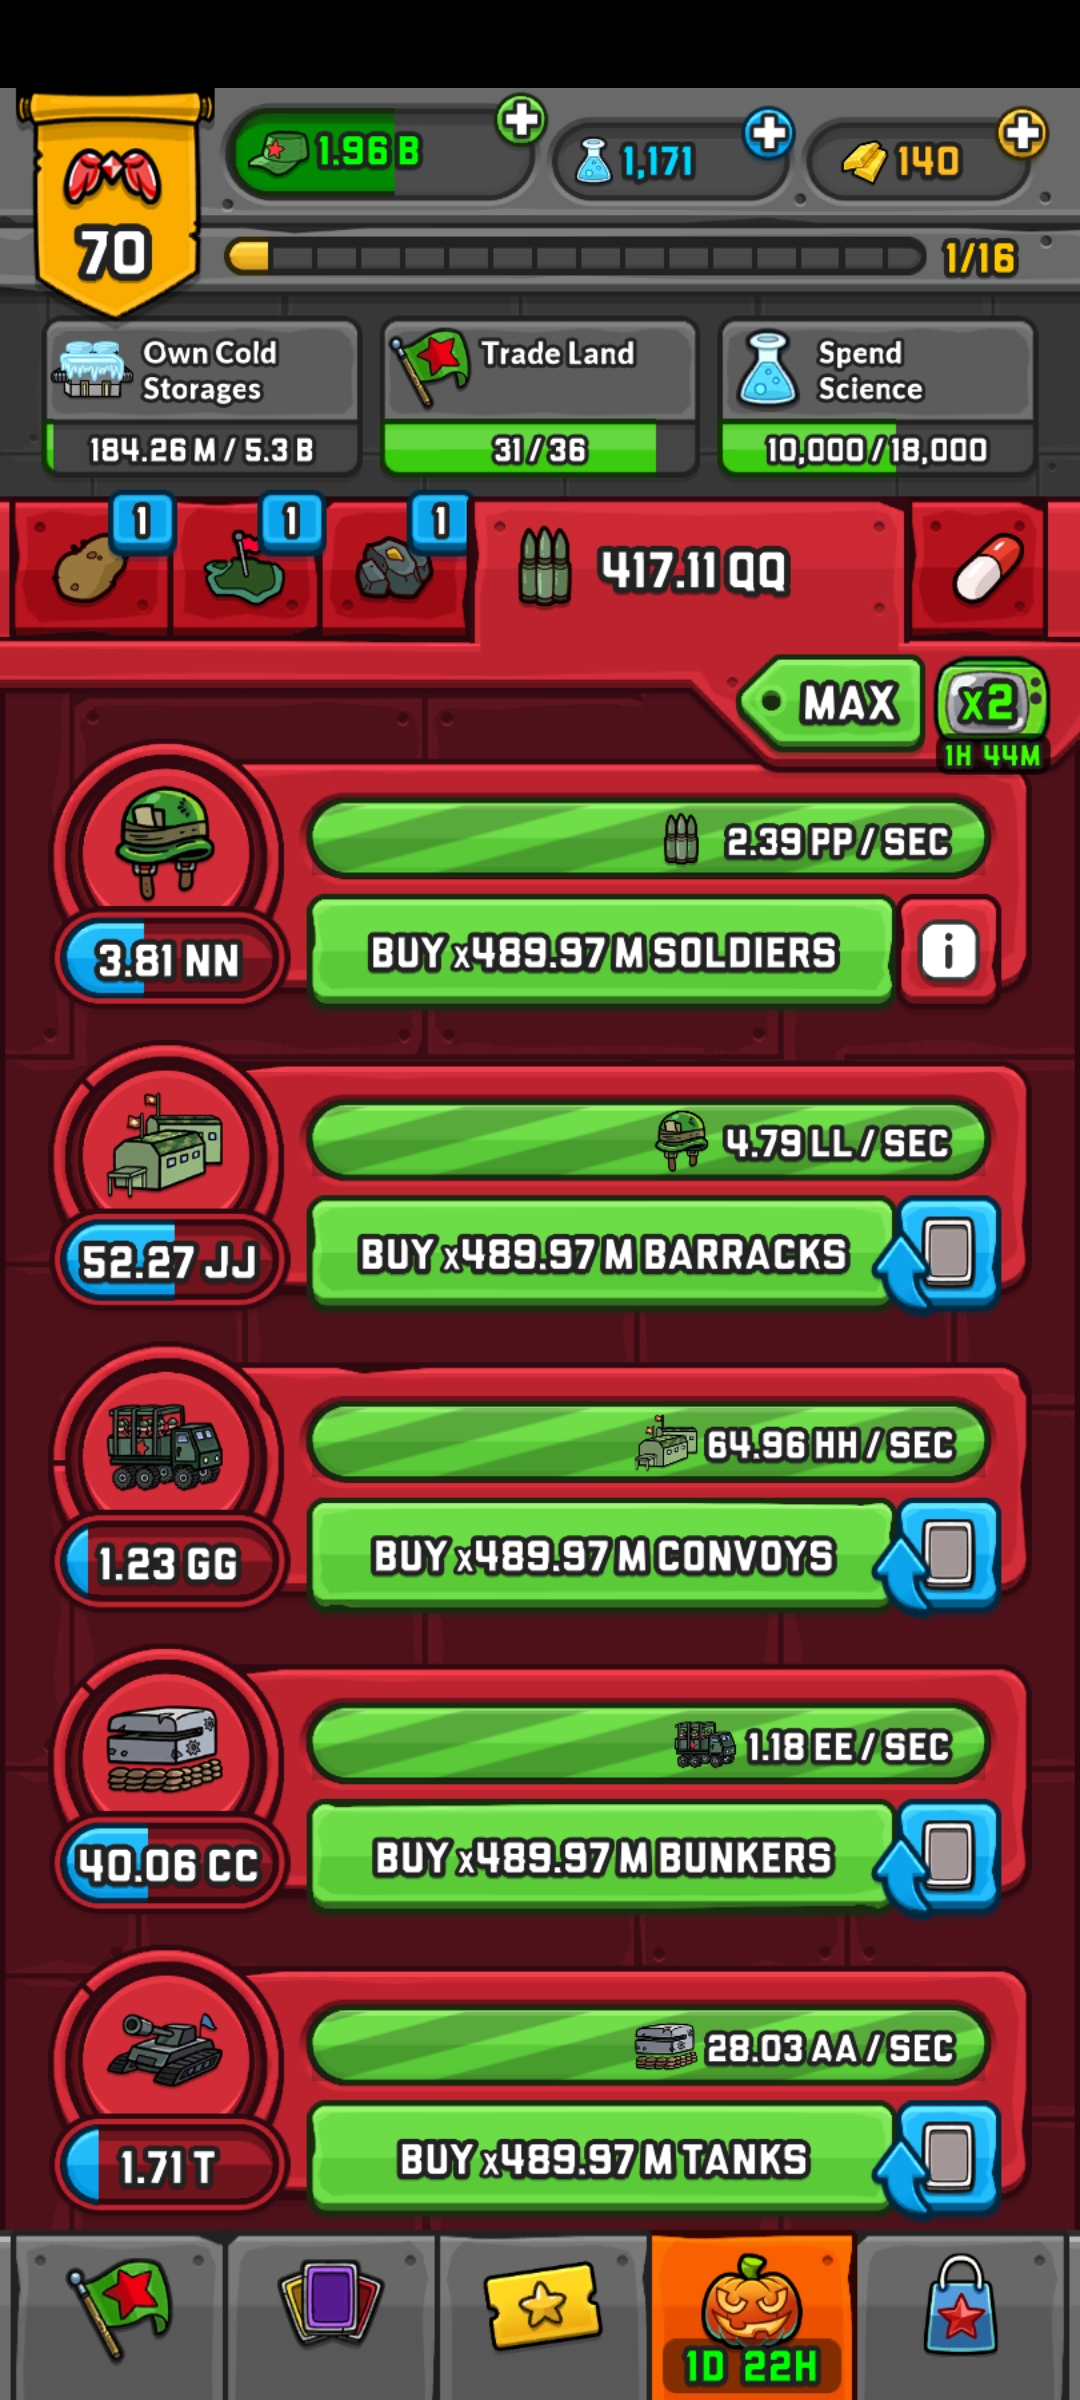 1.96 B
1,171
140
70
1/16
Own Cold
Storages
184.26 M / 5.3 B
Trade Land
31 / 36
Spend
Science
10,000 / 18,000
1
1
1
417.11 QQ
MAX
x2
1H 44M
2.39 PP / SEC
3.81 NN
BUY x489.97 M SOLDIERS
i
4.79 LL / SEC
52.27 JJ
BUY x489.97 M BARRACKS
64.96 HH / SEC
1.23 GG
BUY x489.97 M CONVOYS
1.18 EE / SEC
40.06 CC
BUY x489.97 M BUNKERS
28.03 AA / SEC
1.71 T
BUY x489.97 M TANKS
1D 22H